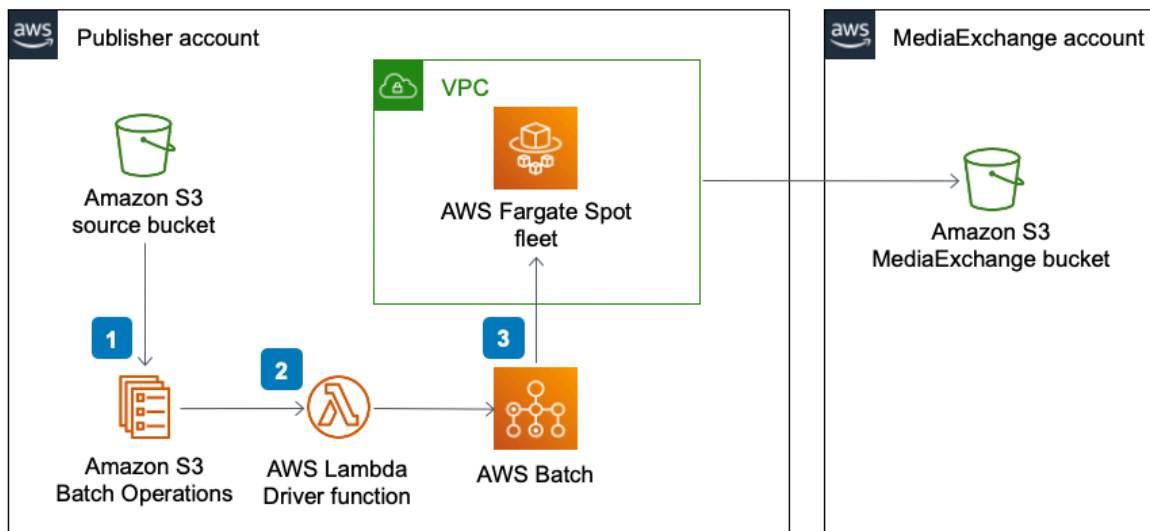 aws
Publisher account
aws
MediaExchange account
VPC
Amazon S3
source bucket
AWS Fargate Spot
fleet
Amazon S3
MediaExchange bucket
1
2
3
Amazon S3
Batch Operations
AWS Lambda
Driver function
AWS Batch